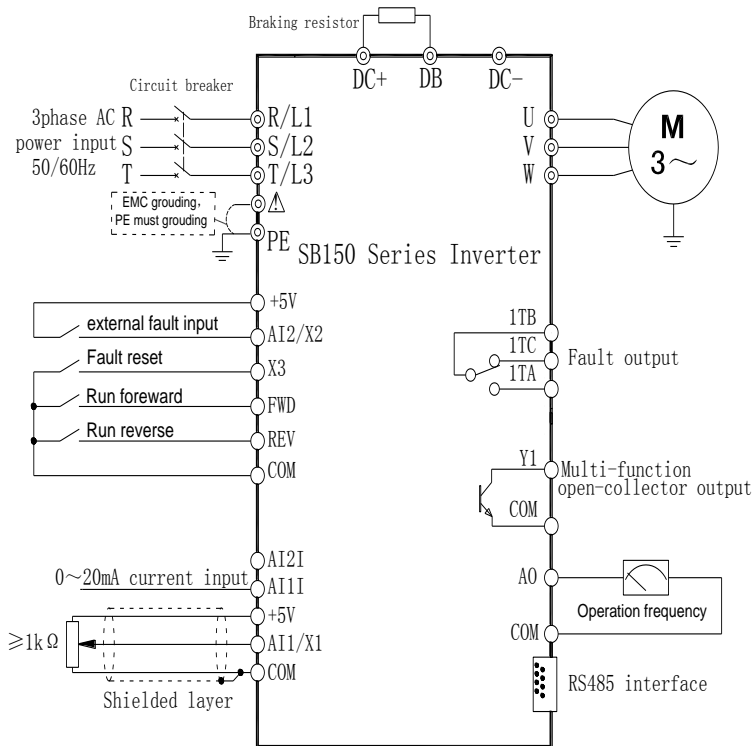 Braking resistor
DC+ DB DC-
Circuit breaker
3phase AC
power input
50/60Hz
R
S
T
R/L1
S/L2
T/L3
EMC grounding,
PE must grounding
PE
U
V
W
M
3~
SB150 Series Inverter
+5V
external fault input
AI2/X2
Fault reset
X3
Run foreward
FWD
Run reverse
REV
COM
1TB
1TC
1TA
Fault output
Y1
COM
Multi-function
open-collector output
AI2I
0~20mA current input
AI1I
+5V
≥1kΩ
AI1/X1
COM
Shielded layer
AO
Operation frequency
COM
RS485 interface